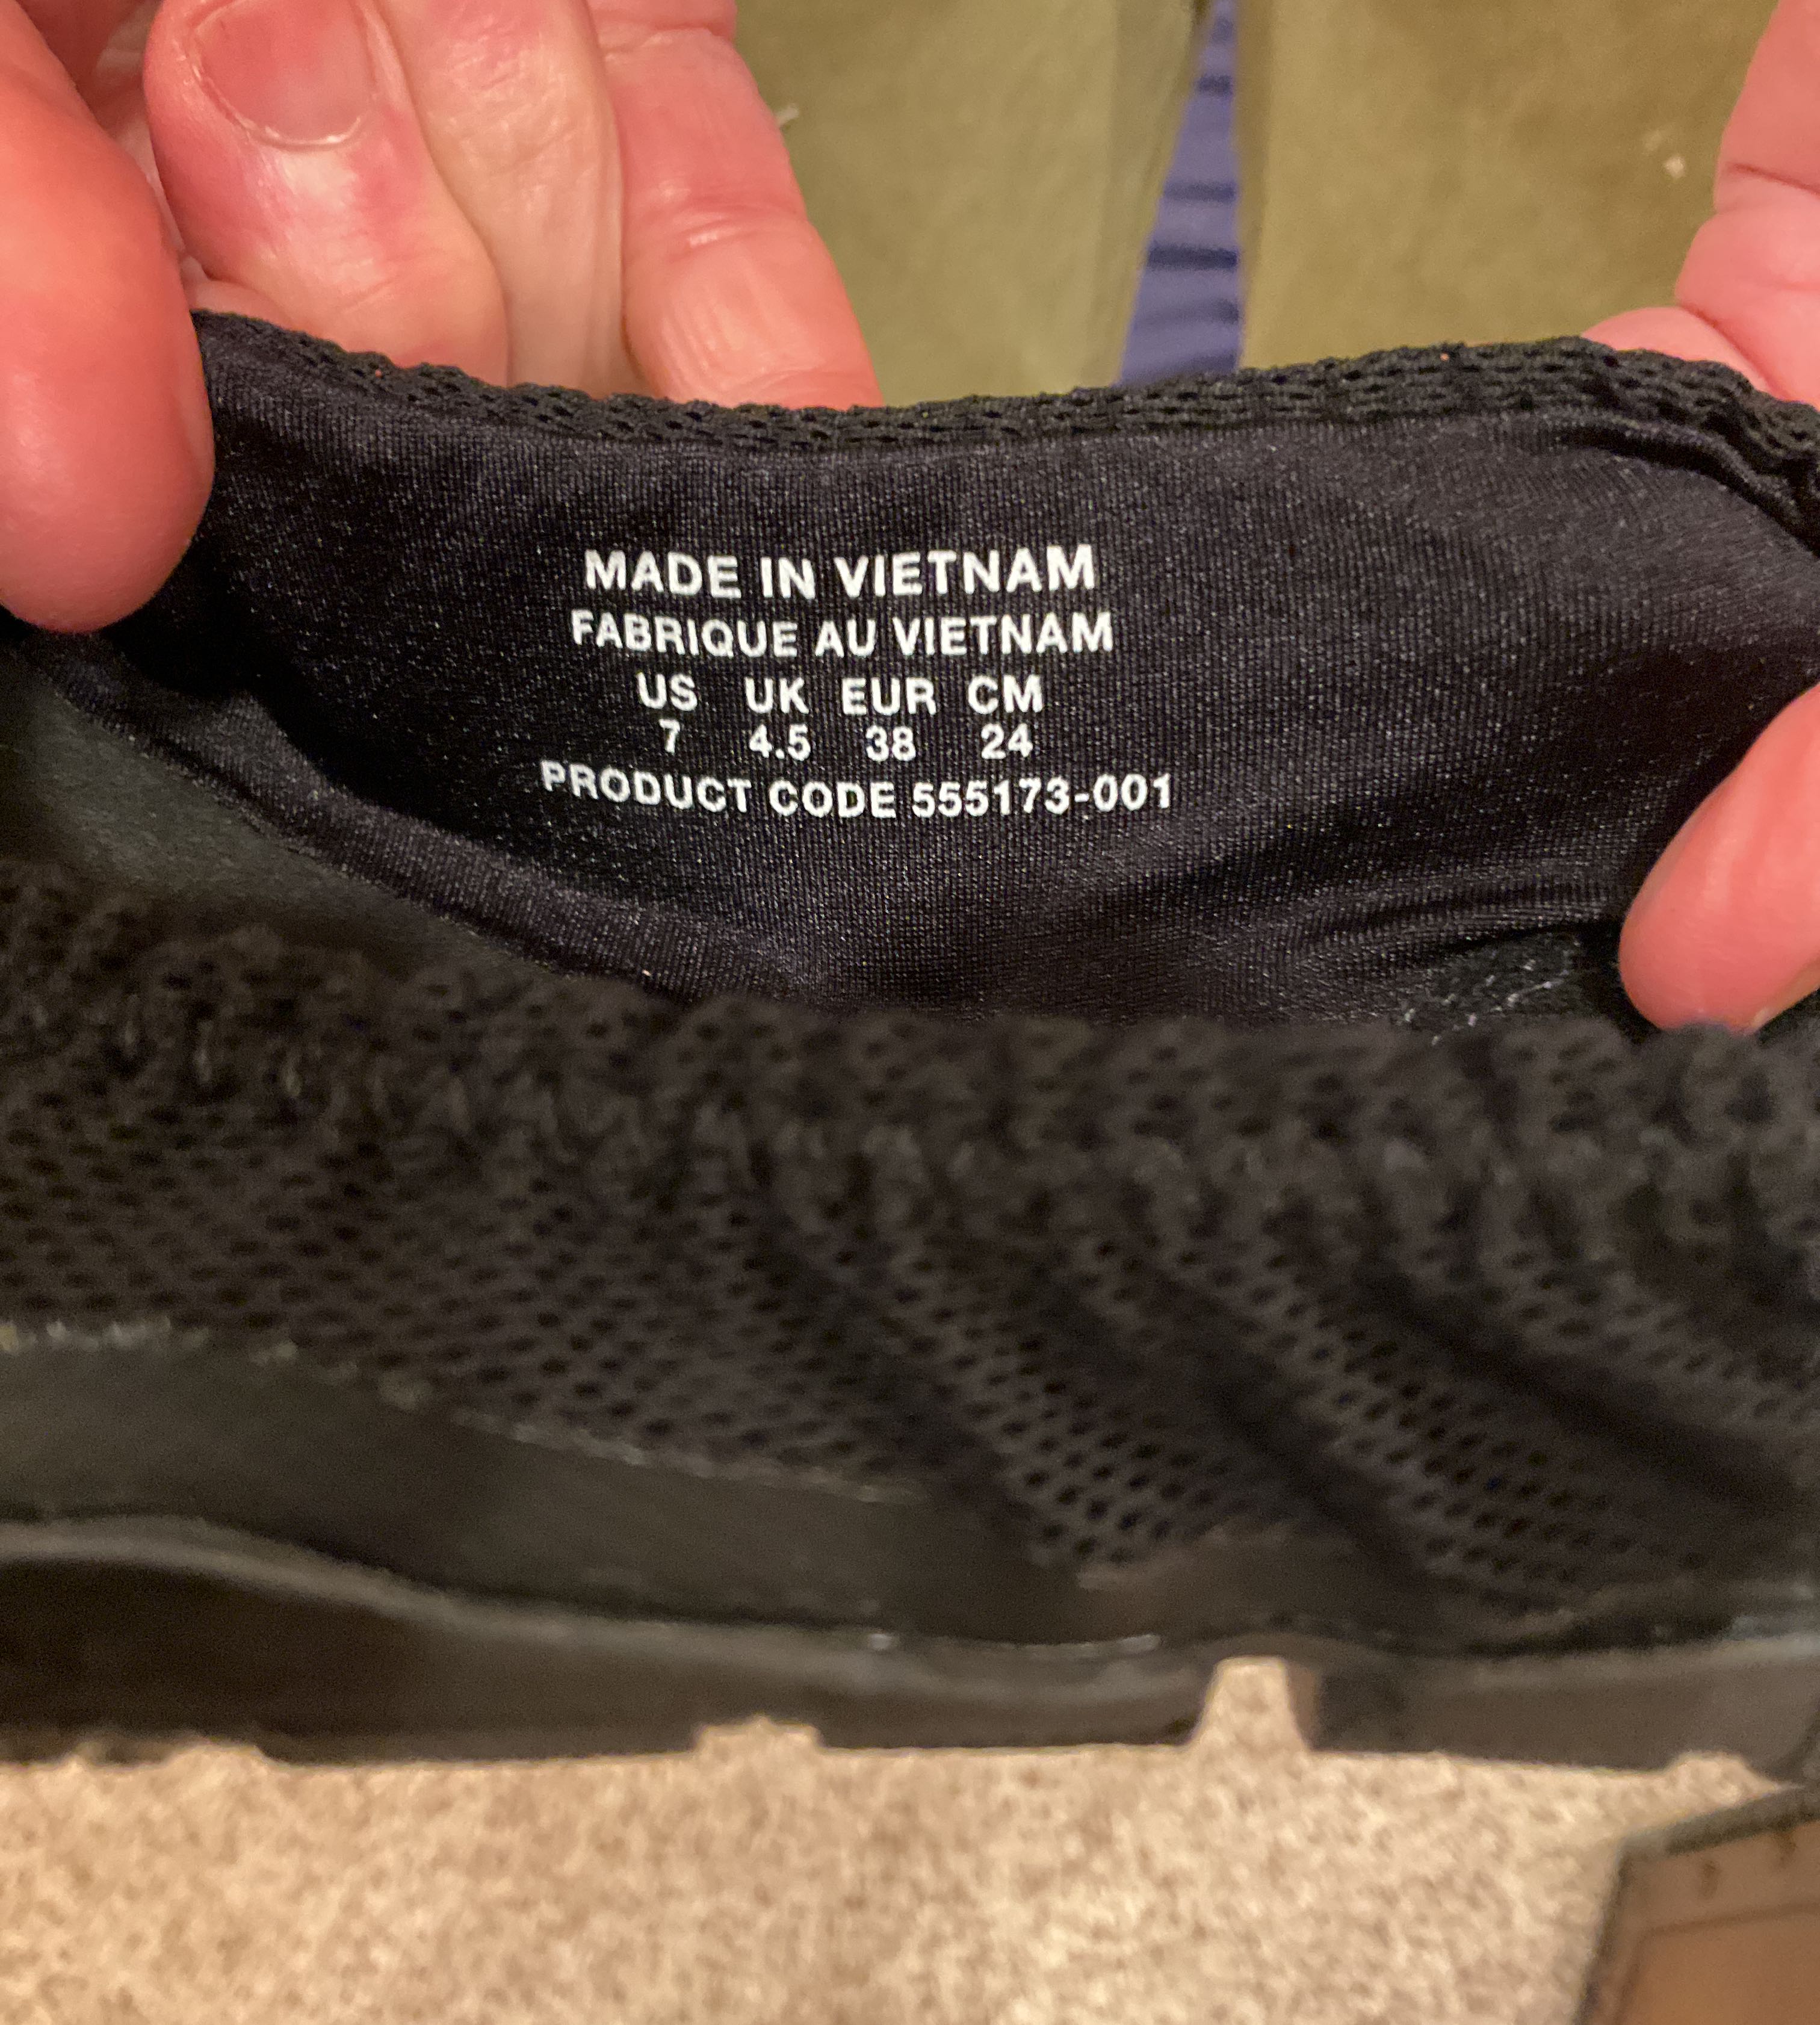 MADE IN VIETNAM
FABRIQUE AU VIETNAM
US UK EUR CM
7 4.5 38 24
PRODUCT CODE 555173-001